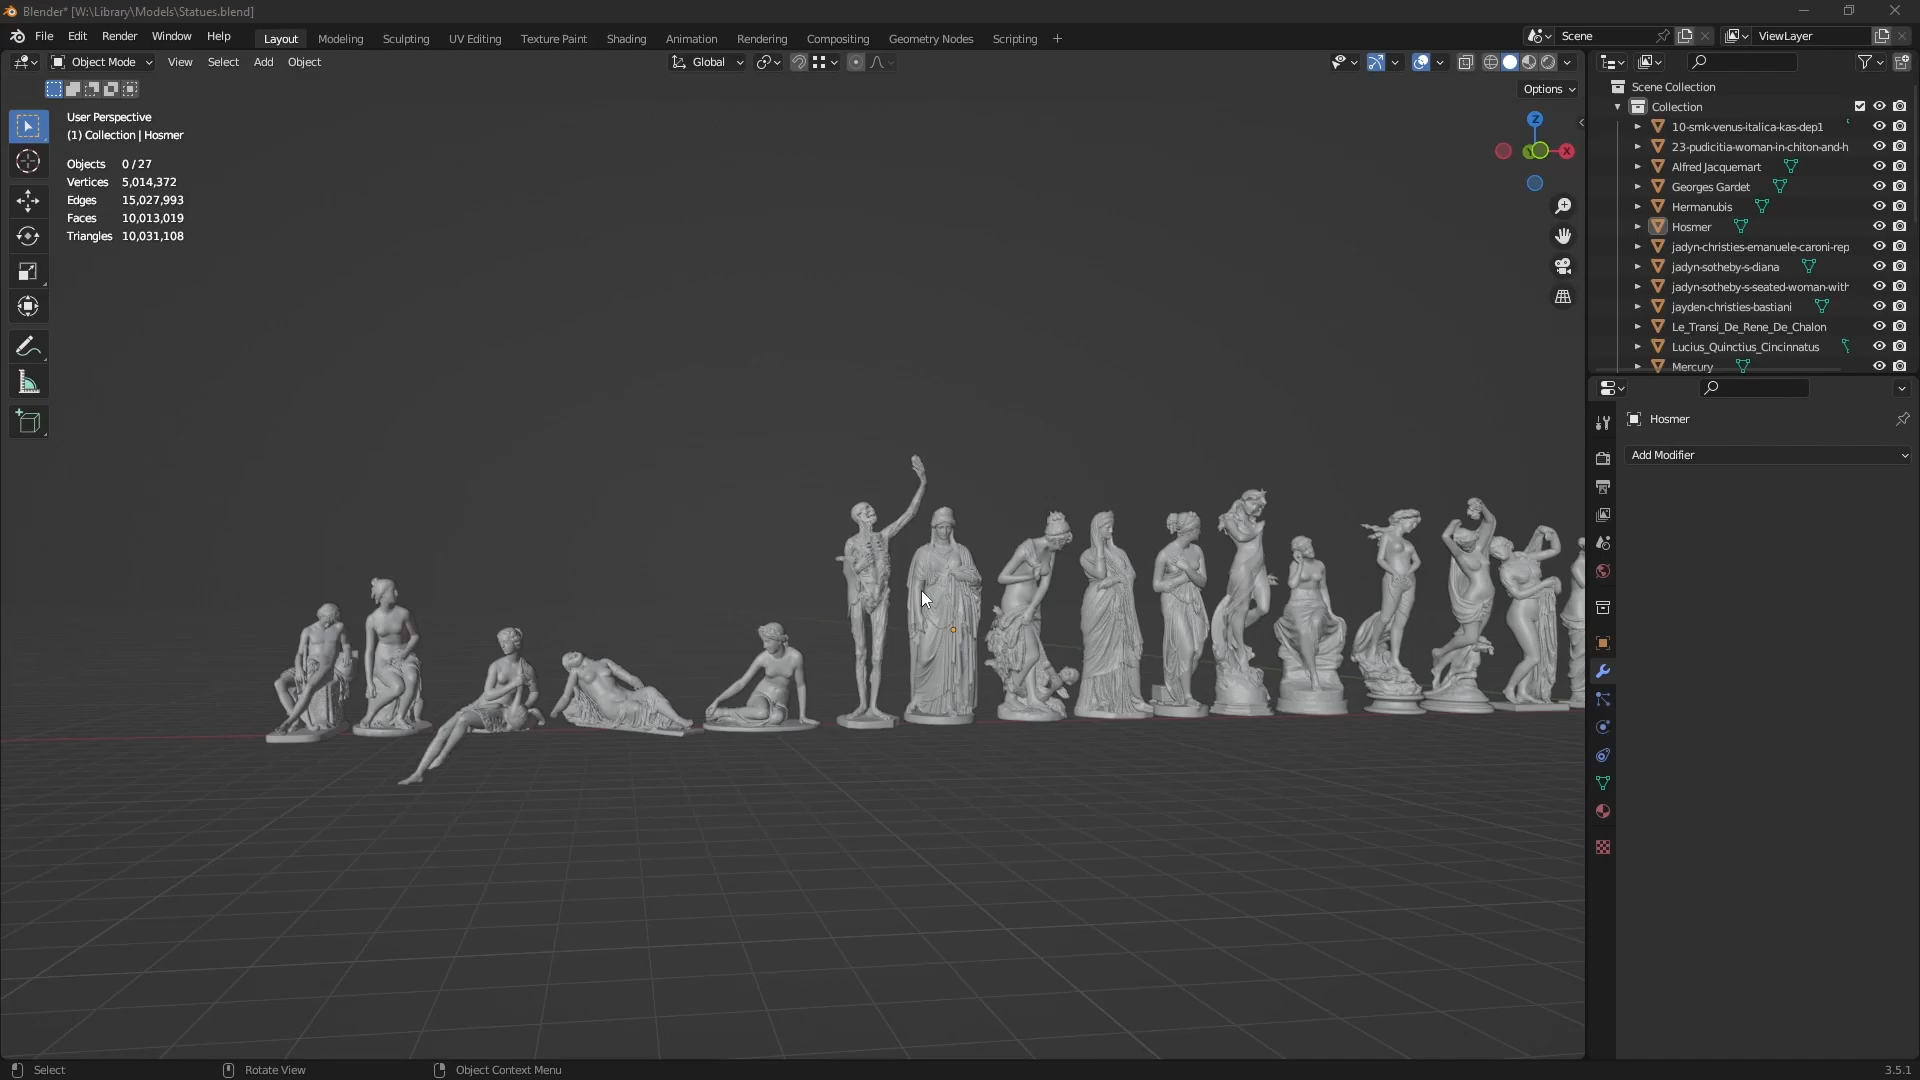 Blender* [W:\Library\Models\Statues.blend]
File Edit Render Window Help Layout Modeling Sculpting UV Editing Texture Paint Shading Animation Rendering Compositing Geometry Nodes Scripting +
Scene
ViewLayer
Object Mode View Select Add Object
Global
Options
User Perspective
(1) Collection | Hosmer
Objects 0 / 27
Vertices 5,014,372
Edges 15,027,993
Faces 10,013,019
Triangles 10,031,108
Z
X
Y
Scene Collection
Collection
10-smk-venus-italica-kas-dep1
23-pudicitia-woman-in-chiton-and-h
Alfred Jacquemart
Georges Gardet
Hermanubis
Hosmer
jadyn-christies-emanuele-caroni-rep
jadyn-sotheby-s-diana
jadyn-sotheby-s-seated-woman-with
jayden-christies-bastiani
Le_Transi_De_Rene_De_Chalon
Lucius_Quinctius_Cincinnatus
Mercury
Hosmer
Add Modifier
Select
Rotate View
Object Context Menu
3.5.1